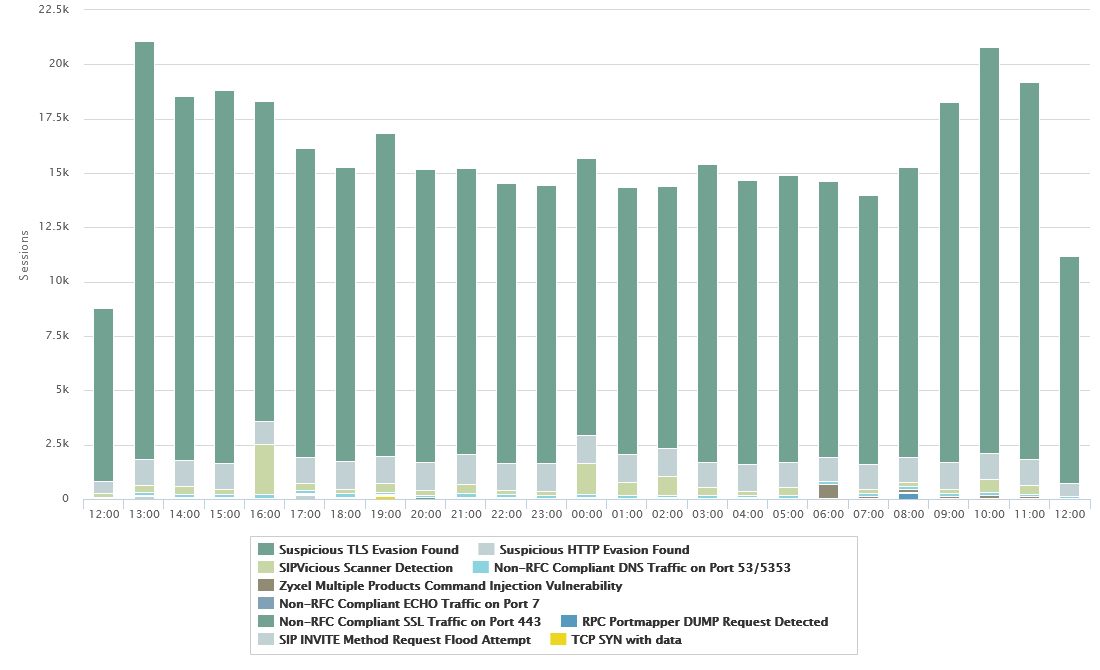 22.5k
20k
17.5k
15k
12.5k
10k
7.5k
5k
2.5k
0
Sessions
12:00 13:00 14:00 15:00 16:00 17:00 18:00 19:00 20:00 21:00 22:00 23:00 00:00 01:00 02:00 03:00 04:00 05:00 06:00 07:00 08:00 09:00 10:00 11:00 12:00
Suspicious TLS Evasion Found Suspicious HTTP Evasion Found
SIPVicious Scanner Detection Non-RFC Compliant DNS Traffic on Port 53/5353
Zyxel Multiple Products Command Injection Vulnerability
Non-RFC Compliant ECHO Traffic on Port 7
Non-RFC Compliant SSL Traffic on Port 443 RPC Portmapper DUMP Request Detected
SIP INVITE Method Request Flood Attempt TCP SYN with data